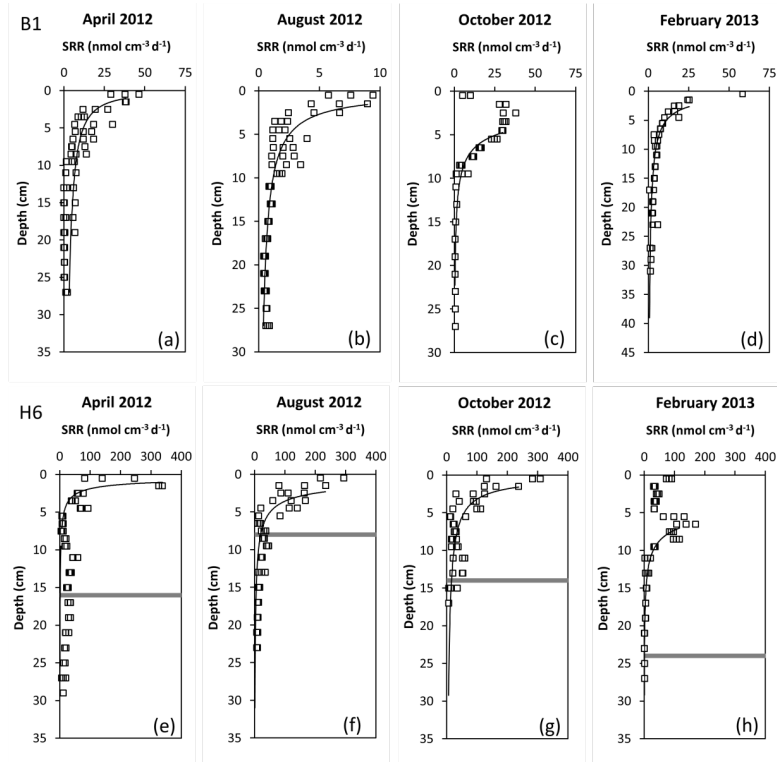 B1
April 2012
SRR (nmol cm-3 d-1)
0 25 50 75
Depth (cm)
0
5
10
15
20
25
30
35
(a)
August 2012
SRR (nmol cm-3 d-1)
0 2 4 6 8 10
Depth (cm)
0
5
10
15
20
25
30
(b)
October 2012
SRR (nmol cm-3 d-1)
0 25 50 75
Depth (cm)
0
5
10
15
20
25
30
(c)
February 2013
SRR (nmol cm-3 d-1)
0 25 50 75
Depth (cm)
0
5
10
15
20
25
30
35
40
45
(d)
H6
April 2012
SRR (nmol cm-3 d-1)
0 100 200 300 400
Depth (cm)
0
5
10
15
20
25
30
35
(e)
August 2012
SRR (nmol cm-3 d-1)
0 100 200 300 400
Depth (cm)
0
5
10
15
20
25
30
35
(f)
October 2012
SRR (nmol cm-3 d-1)
0 100 200 300 400
Depth (cm)
0
5
10
15
20
25
30
35
(g)
February 2013
SRR (nmol cm-3 d-1)
0 100 200 300 400
Depth (cm)
0
5
10
15
20
25
30
35
(h)